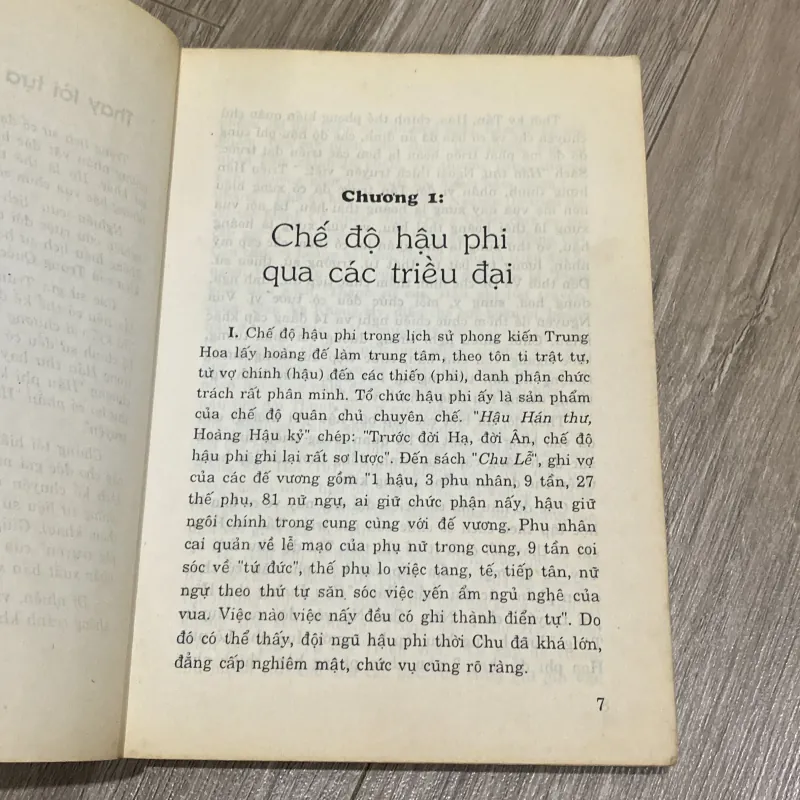 Chương 1:
Chế độ hậu phi
qua các triều đại
I. Chế độ hậu phi trong lịch sử phong kiến Trung
Hoa lấy hoàng đế làm trung tâm, theo tôn ti trật tự,
từ vợ chính (hậu) đến các thiếp (phi), danh phận chức
trách rất phân minh. Tổ chức hậu phi ấy là sản phẩm
của chế độ quân chủ chuyên chế. "Hậu Hán thư,
Hoàng Hậu kỷ" chép: "Trước đời Hạ, đời Ân, chế độ
hậu phi ghi lại rất sơ lược". Đến sách "Chu Lễ", ghi vợ
của các đế vương gồm "1 hậu, 3 phu nhân, 9 tần, 27
thế phụ, 81 nữ ngự, ai giữ chức phận nấy, hậu giữ
ngôi chính trong cung cùng với đế vương. Phu nhân
cai quản về lễ mạo của phụ nữ trong cung, 9 tần coi
sóc về "tứ đức", thế phụ lo việc tang, tế, tiếp tân, nữ
ngự theo thứ tự săn sóc việc yến ẩm ngủ nghê của
vua. Việc nào việc nấy đều có ghi thành điển tự". Do
đó có thể thấy, đội ngũ hậu phi thời Chu đã khá lớn,
đẳng cấp nghiêm mật, chức vụ cũng rõ ràng.
7